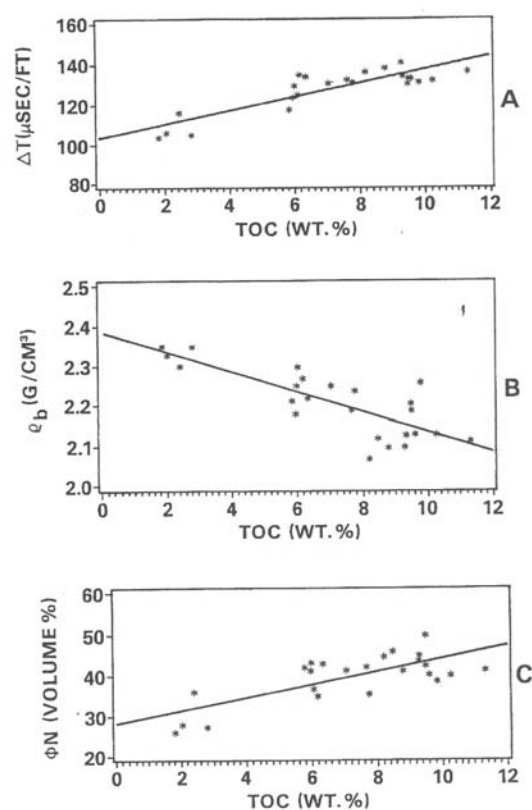 160
140
120
100
80
ΔT(μSEC/FT)
0 2 4 6 8 10 12
TOC (WT.%)
A
2.5
2.4
2.3
2.2
2.1
2.0
ϱb (G/CM³)
0 2 4 6 8 10 12
TOC (WT.%)
B
60
50
40
30
20
ΦN (VOLUME %)
0 2 4 6 8 10 12
TOC (WT.%)
C